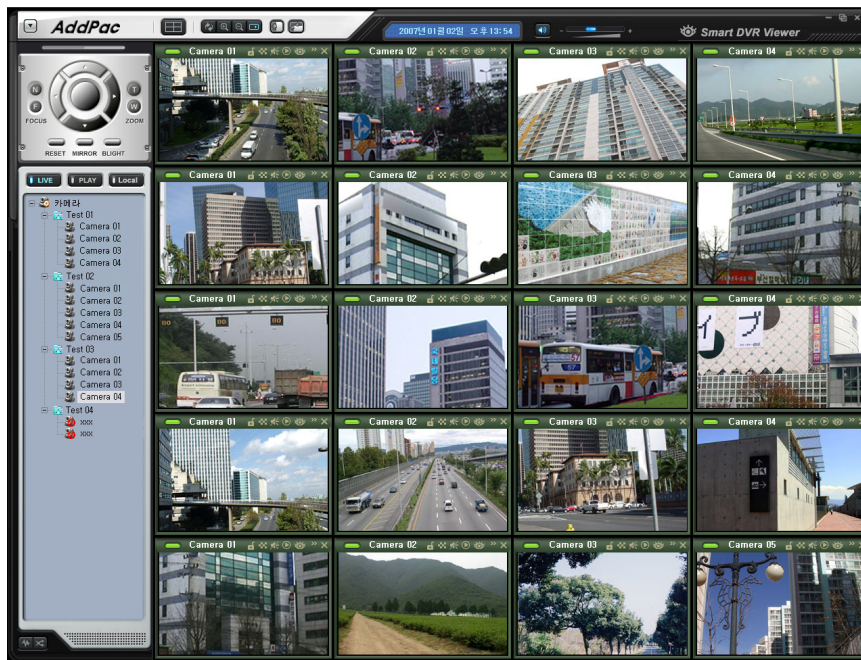 AddPac
2007년 01월 02일 오후 13:54
Smart DVR Viewer
N
T
F
W
FOCUS
ZOOM
RESET MIRROR BLIGHT
LIVE PLAY Local
카메라
Test 01
Camera 01
Camera 02
Camera 03
Camera 04
Test 02
Camera 01
Camera 02
Camera 03
Camera 04
Camera 05
Test 03
Camera 01
Camera 02
Camera 03
Camera 04
Test 04
xxx
xxx
Camera 01 Camera 02 Camera 03 Camera 04
Camera 01 Camera 02 Camera 03 Camera 04
Camera 01 Camera 02 Camera 03 Camera 04
57
イ ブ
Camera 01 Camera 02 Camera 03 Camera 04
Camera 01 Camera 02 Camera 03 Camera 05